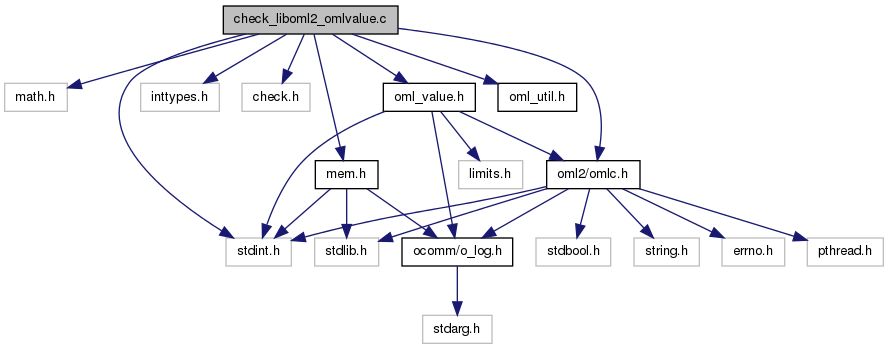 check_liboml2_omlvalue.c
math.h
inttypes.h
check.h
oml_value.h
oml_util.h
mem.h
limits.h
oml2/omlc.h
stdint.h
stdlib.h
ocomm/o_log.h
stdbool.h
string.h
errno.h
pthread.h
stdarg.h